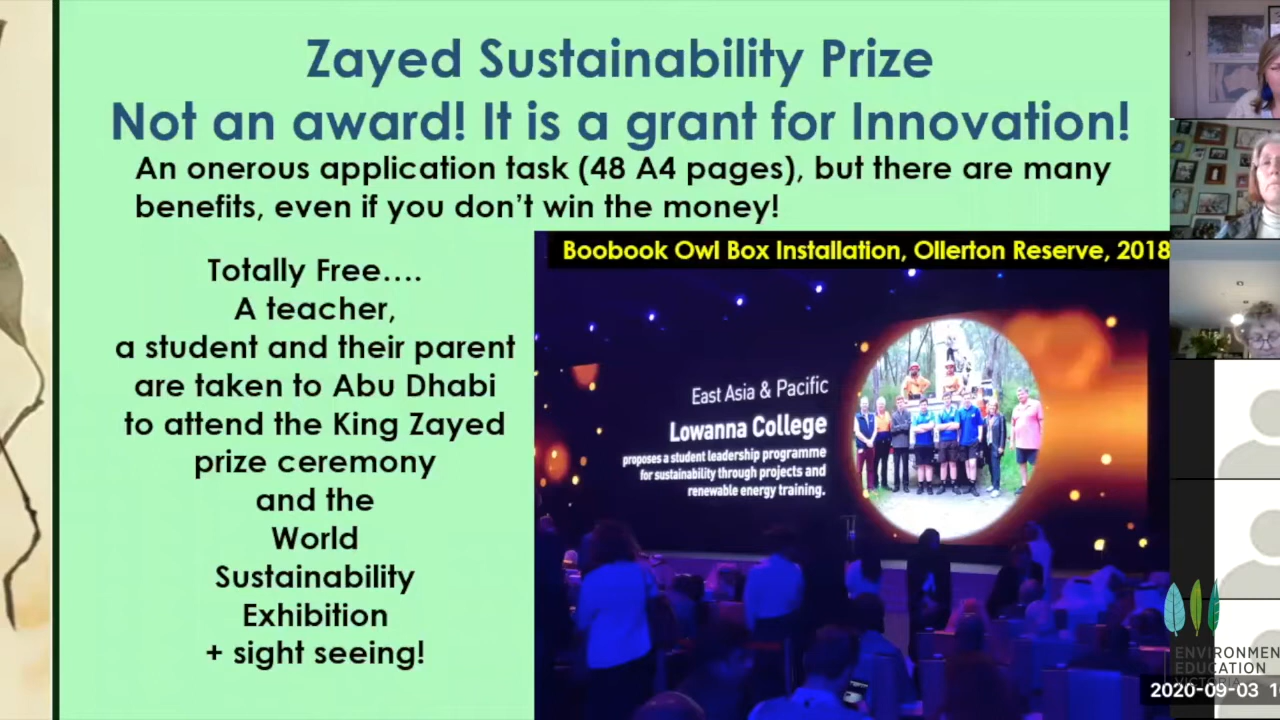 Zayed Sustainability Prize
Not an award! It is a grant for Innovation!
An onerous application task (48 A4 pages), but there are many
benefits, even if you don't win the money!
Totally Free....
A teacher,
a student and their parent
are taken to Abu Dhabi
to attend the King Zayed
prize ceremony
and the
World
Sustainability
Exhibition
+ sight seeing!
Boobook Owl Box Installation, Ollerton Reserve, 2018
East Asia & Pacific
Lowanna College
proposes a student leadership programme
for sustainability through projects and
renewable energy training.
ENVIRONMEN
EDUCATION
VICTORIA
2020-09-03 1